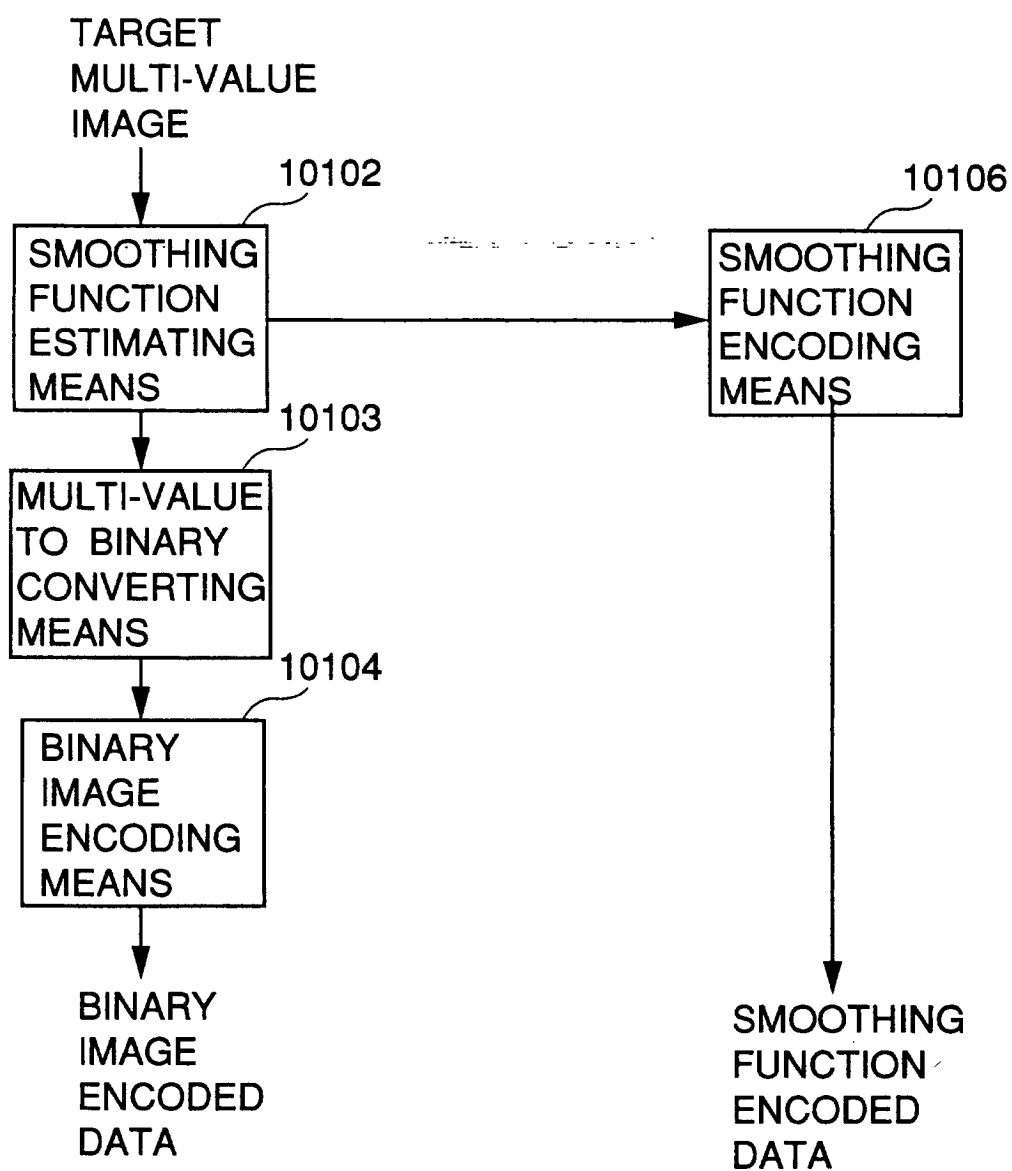 TARGET
MULTI-VALUE
IMAGE
10102
SMOOTHING
FUNCTION
ESTIMATING
MEANS
10106
SMOOTHING
FUNCTION
ENCODING
MEANS
10103
MULTI-VALUE
TO BINARY
CONVERTING
MEANS
10104
BINARY
IMAGE
ENCODING
MEANS
BINARY
IMAGE
ENCODED
DATA
SMOOTHING
FUNCTION
ENCODED
DATA